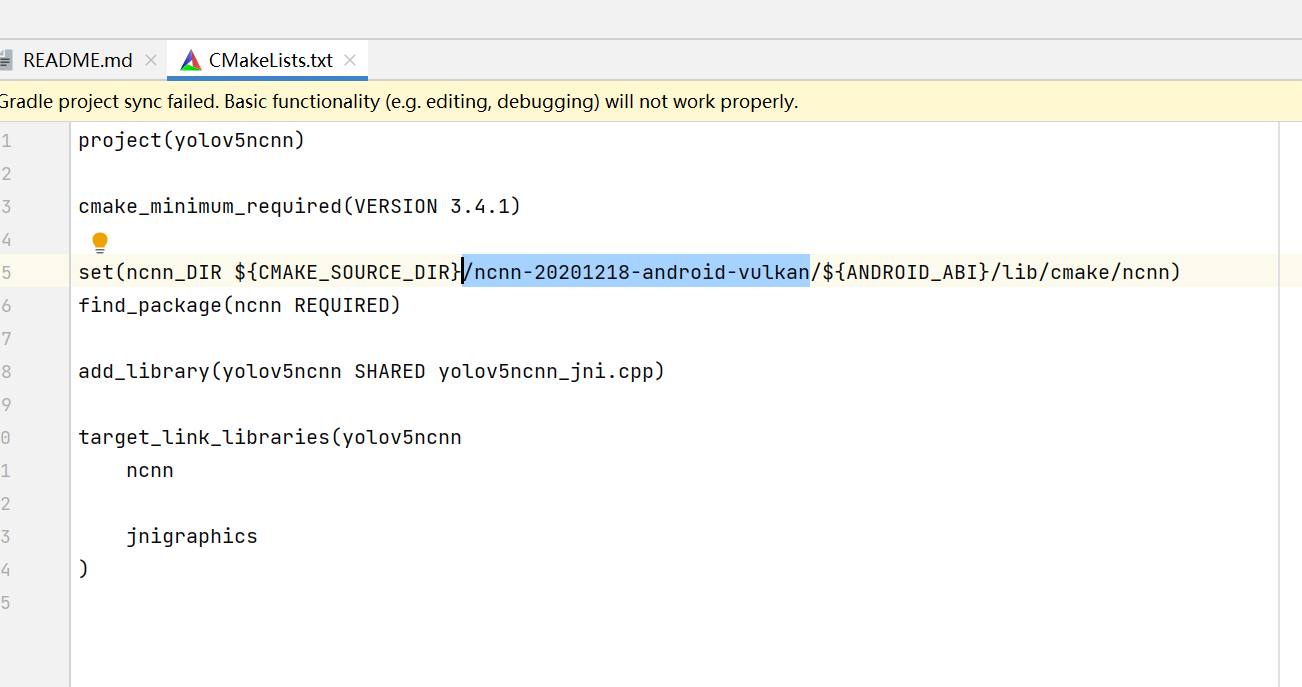 README.md CMakeLists.txt
Gradle project sync failed. Basic functionality (e.g. editing, debugging) will not work properly.
1 project(yolov5ncnn)
2
3 cmake_minimum_required(VERSION 3.4.1)
4
5 set(ncnn_DIR ${CMAKE_SOURCE_DIR}/ncnn-20201218-android-vulkan/${ANDROID_ABI}/lib/cmake/ncnn)
6 find_package(ncnn REQUIRED)
7
8 add_library(yolov5ncnn SHARED yolov5ncnn_jni.cpp)
9
0 target_link_libraries(yolov5ncnn
1     ncnn
2
3     jnigraphics
4 )
5